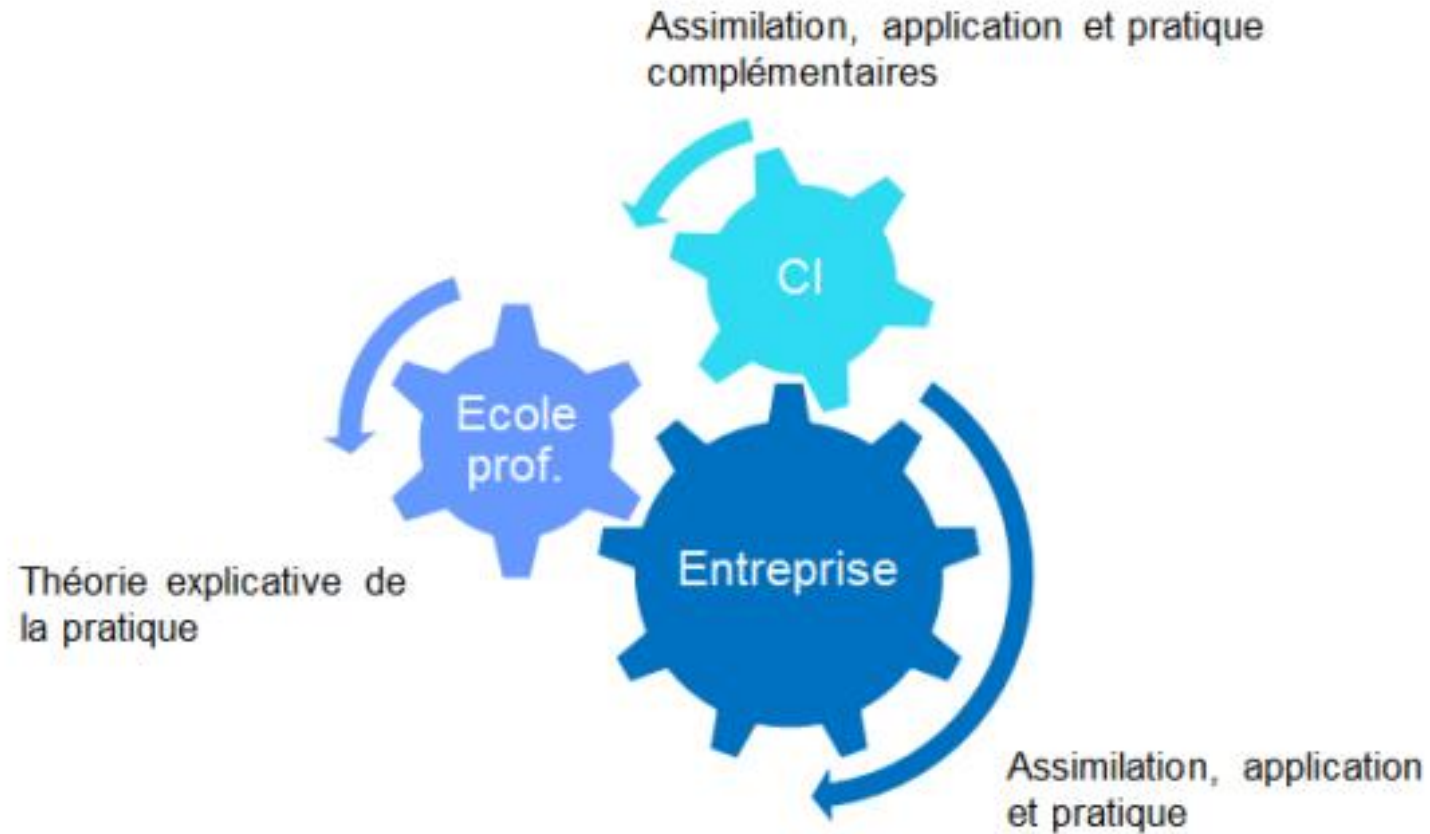 Assimilation, application et pratique
complémentaires
CI
Ecole
prof.
Entreprise
Théorie explicative de
la pratique
Assimilation, application
et pratique